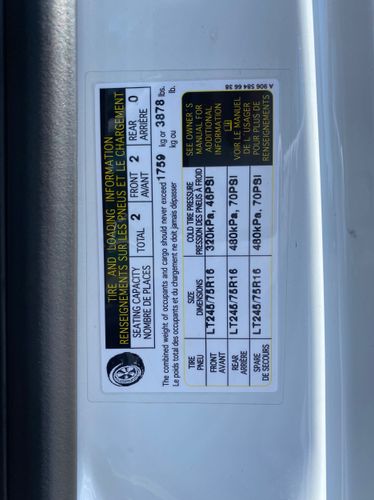 TIRE AND LOADING INFORMATION
RENSEIGNEMENTS SUR LES PNEUS ET LE CHARGEMENT
SEATING CAPACITY TOTAL 2 FRONT 2 REAR 0
NOMBRE DE PLACES AVANT ARRIÈRE
The combined weight of occupants and cargo should never exceed 1759 kg or 3878 lbs.
Le poids total des occupants et du chargement ne doit jamais dépasser kg ou lb.
TIRE SIZE COLD TIRE PRESSURE SEE OWNER'S
PNEU DIMENSIONS PRESSION DES PNEUS À FROID MANUAL FOR
FRONT LT245/75R16 320kPa, 46PSI ADDITIONAL
AVANT INFORMATION
REAR LT245/75R16 480kPa, 70PSI VOIR LE MANUEL
ARRIÈRE DE L'USAGER
SPARE LT245/75R16 480kPa, 70PSI POUR PLUS DE
DE SECOURS RENSEIGNEMENTS
A 906 584 66 38